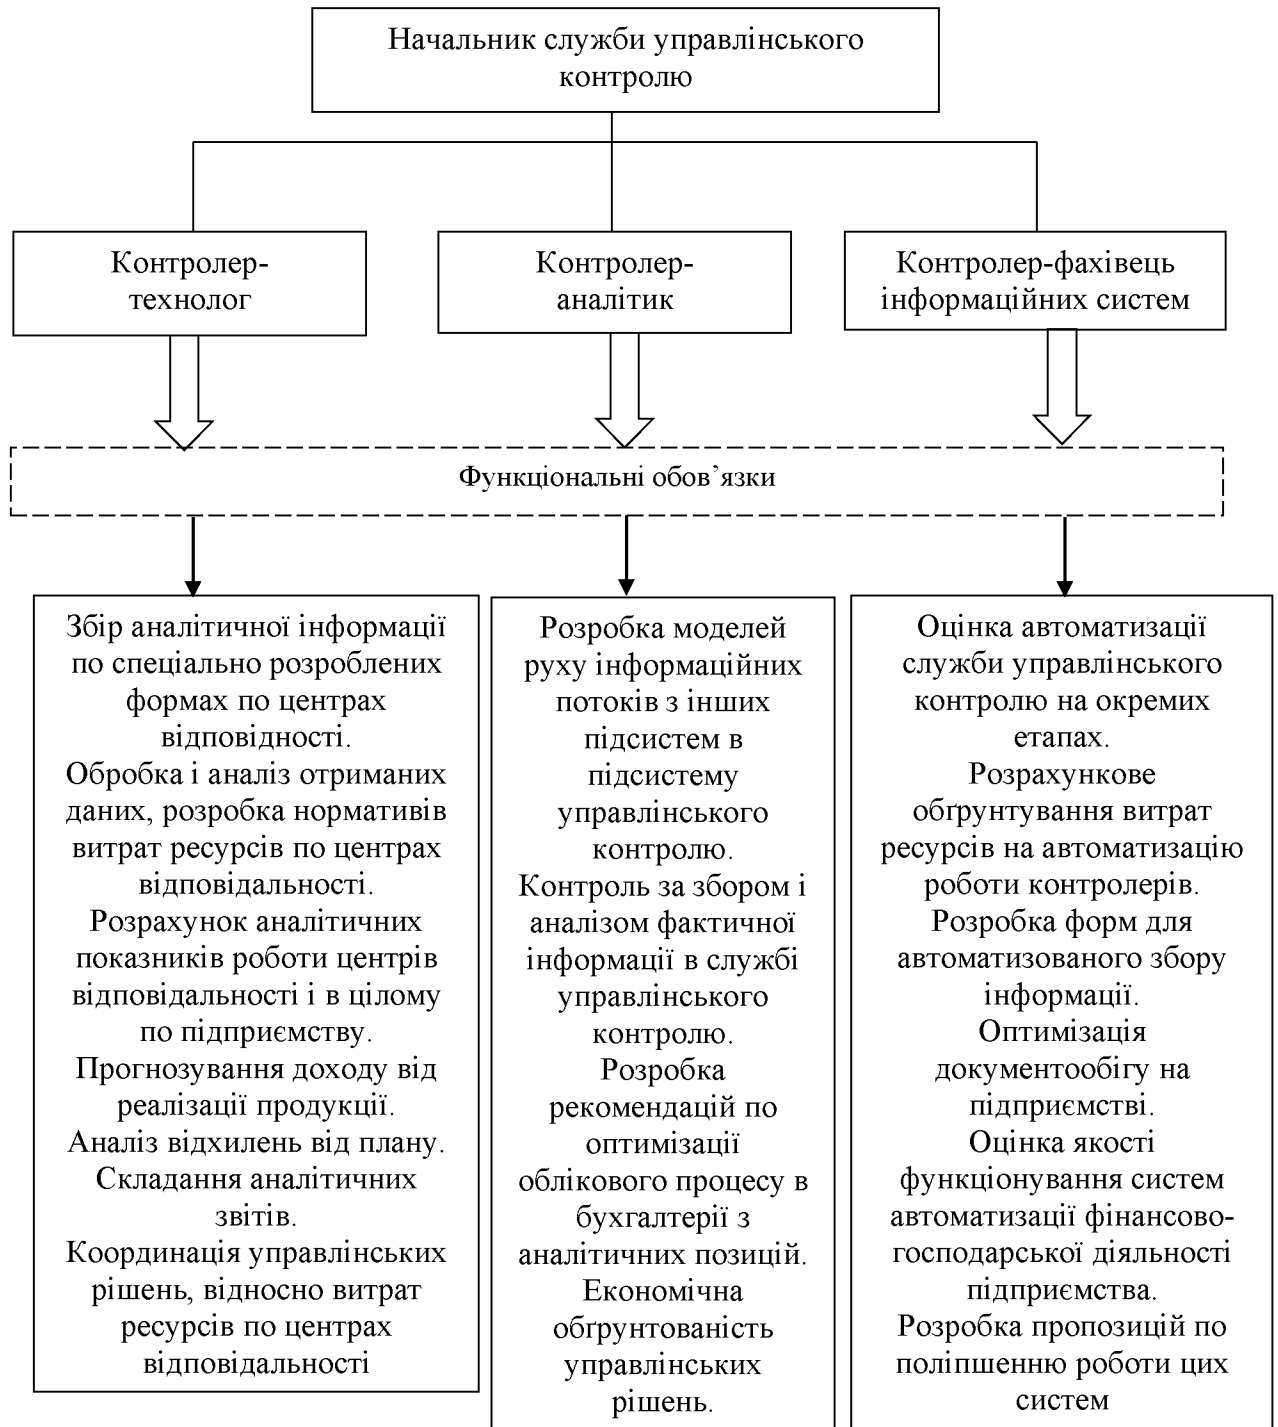 Начальник служби управлінського
контролю
Контролер-
технолог
Контролер-
аналітик
Контролер-фахівець
інформаційних систем
Функціональні обов’язки
Збір аналітичної інформації
по спеціально розроблених
формах по центрах
відповідності.
Обробка і аналіз отриманих
даних, розробка нормативів
витрат ресурсів по центрах
відповідальності.
Розрахунок аналітичних
показників роботи центрів
відповідальності і в цілому
по підприємству.
Прогнозування доходу від
реалізації продукції.
Аналіз відхилень від плану.
Складання аналітичних
звітів.
Координація управлінських
рішень, відносно витрат
ресурсів по центрах
відповідальності
Розробка моделей
руху інформаційних
потоків з інших
підсистем в
підсистему
управлінського
контролю.
Контроль за збором і
аналізом фактичної
інформації в службі
управлінського
контролю.
Розробка
рекомендацій по
оптимізації
облікового процесу в
бухгалтерії з
аналітичних позицій.
Економічна
обґрунтованість
управлінських
рішень.
Оцінка автоматизації
служби управлінського
контролю на окремих
етапах.
Розрахункове
обґрунтування витрат
ресурсів на автоматизацію
роботи контролерів.
Розробка форм для
автоматизованого збору
інформації.
Оптимізація
документообігу на
підприємстві.
Оцінка якості
функціонування систем
автоматизації фінансово-
господарської діяльності
підприємства.
Розробка пропозицій по
поліпшенню роботи цих
систем